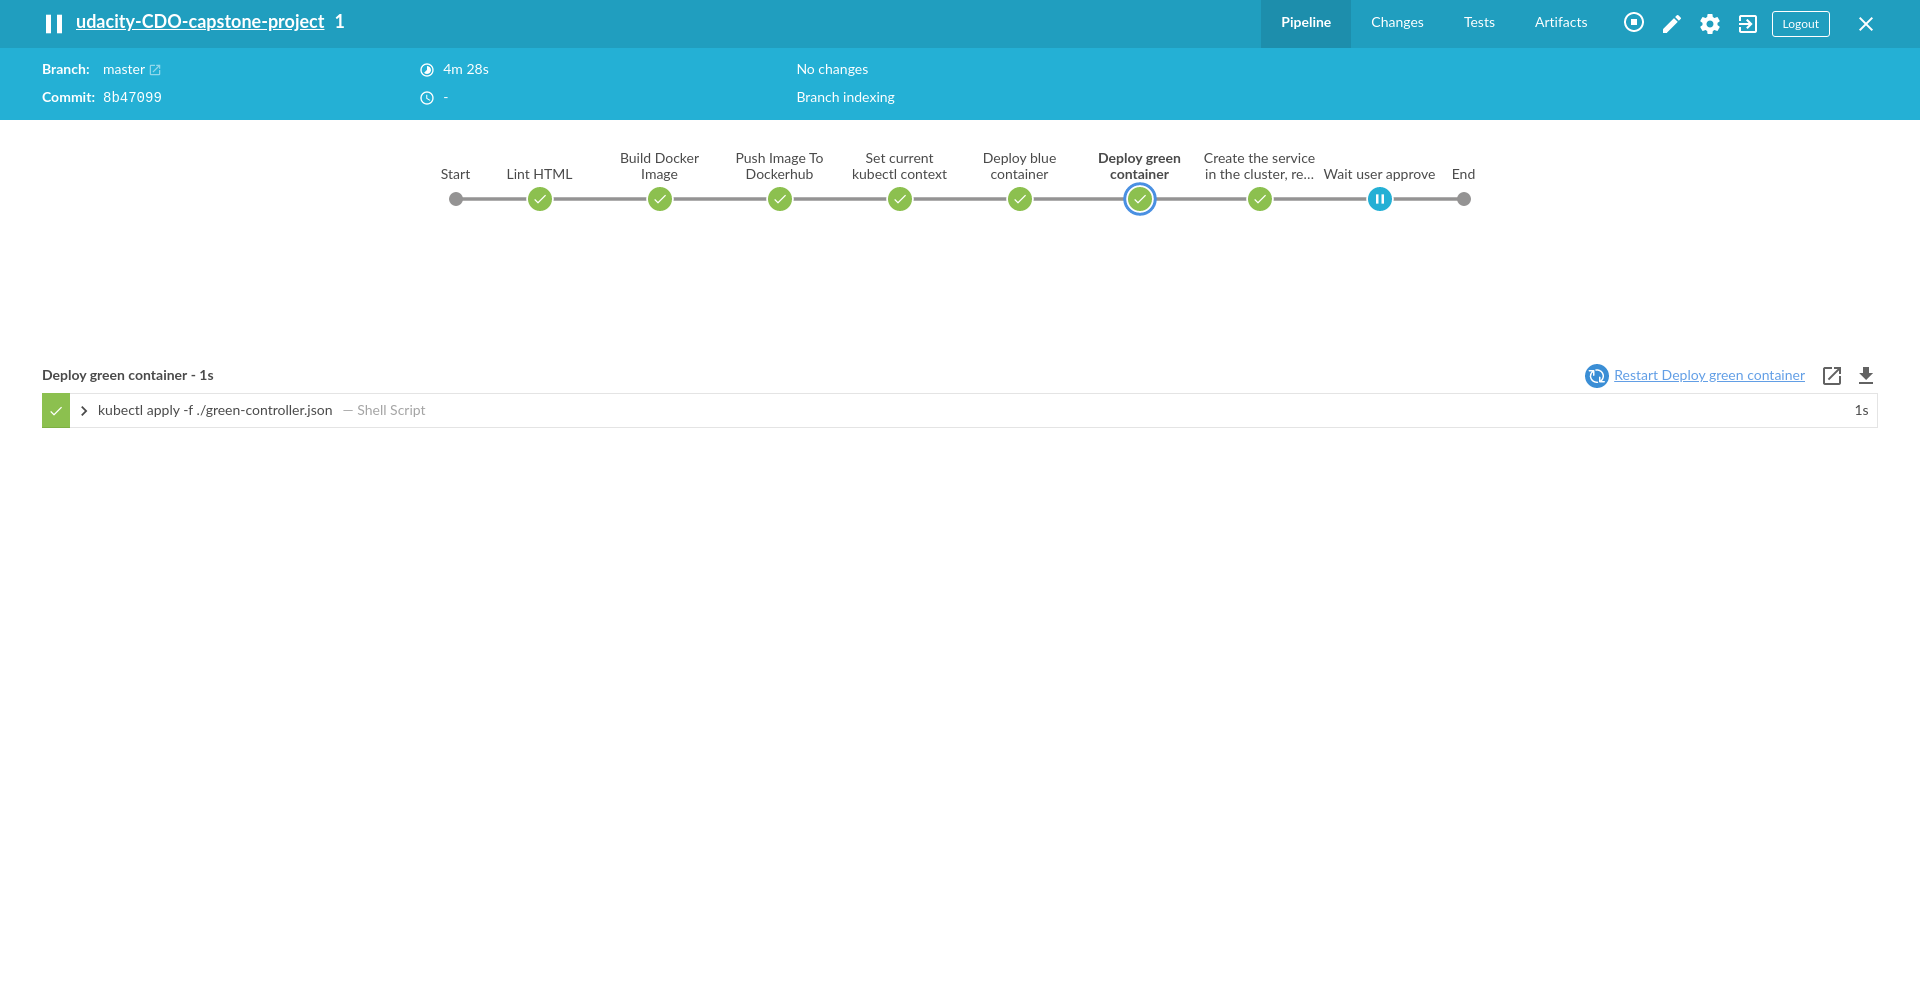 udacity-CDO-capstone-project 1
Pipeline Changes Tests Artifacts Logout
Branch: master
4m 28s
No changes
Commit: 8b47099
-
Branch indexing
Start
Lint HTML
Build Docker
Image
Push Image To
Dockerhub
Set current
kubectl context
Deploy blue
container
Deploy green
container
Create the service
in the cluster, re...
Wait user approve
End
Deploy green container - 1s
Restart Deploy green container
kubectl apply -f ./green-controller.json — Shell Script
1s